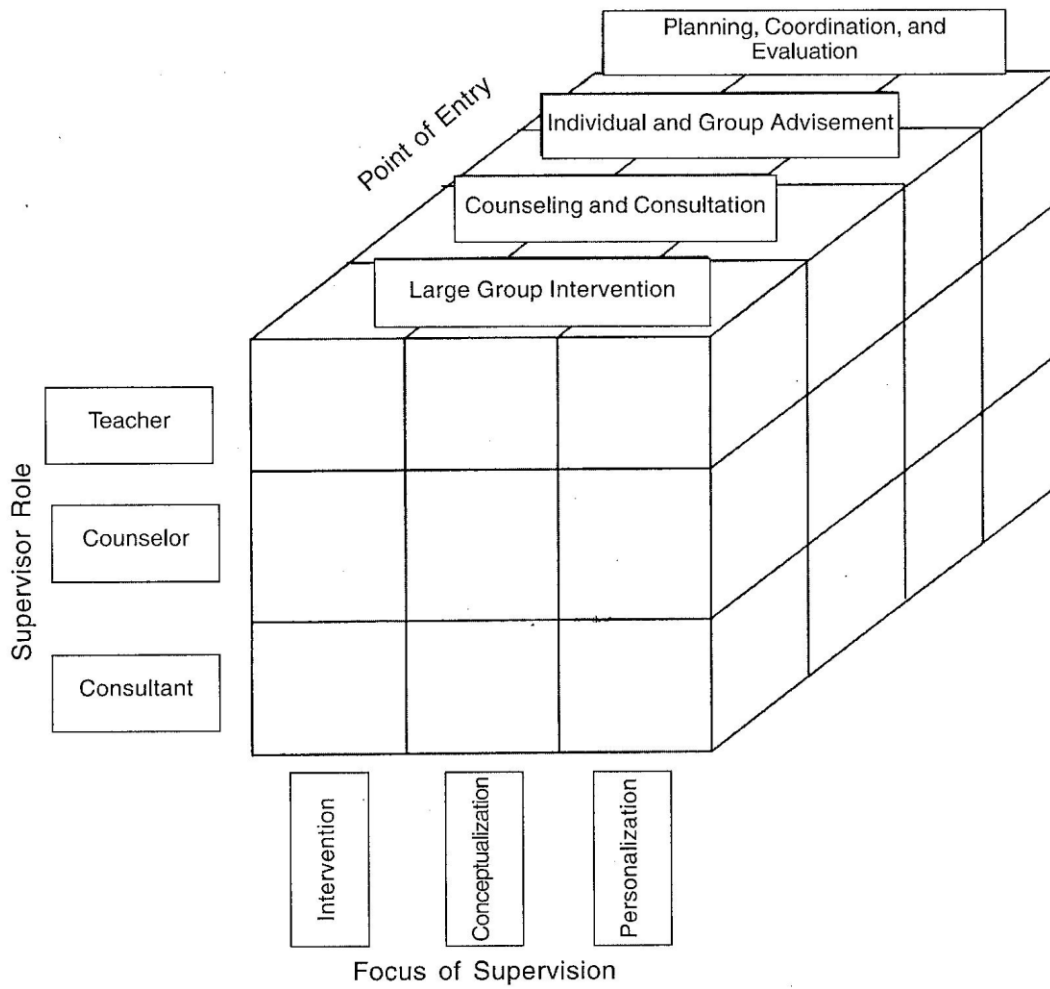 Planning, Coordination, and
Evaluation
Point of Entry
Individual and Group Advisement
Counseling and Consultation
Large Group Intervention
Supervisor Role
Teacher
Counselor
Consultant
Intervention
Conceptualization
Personalization
Focus of Supervision